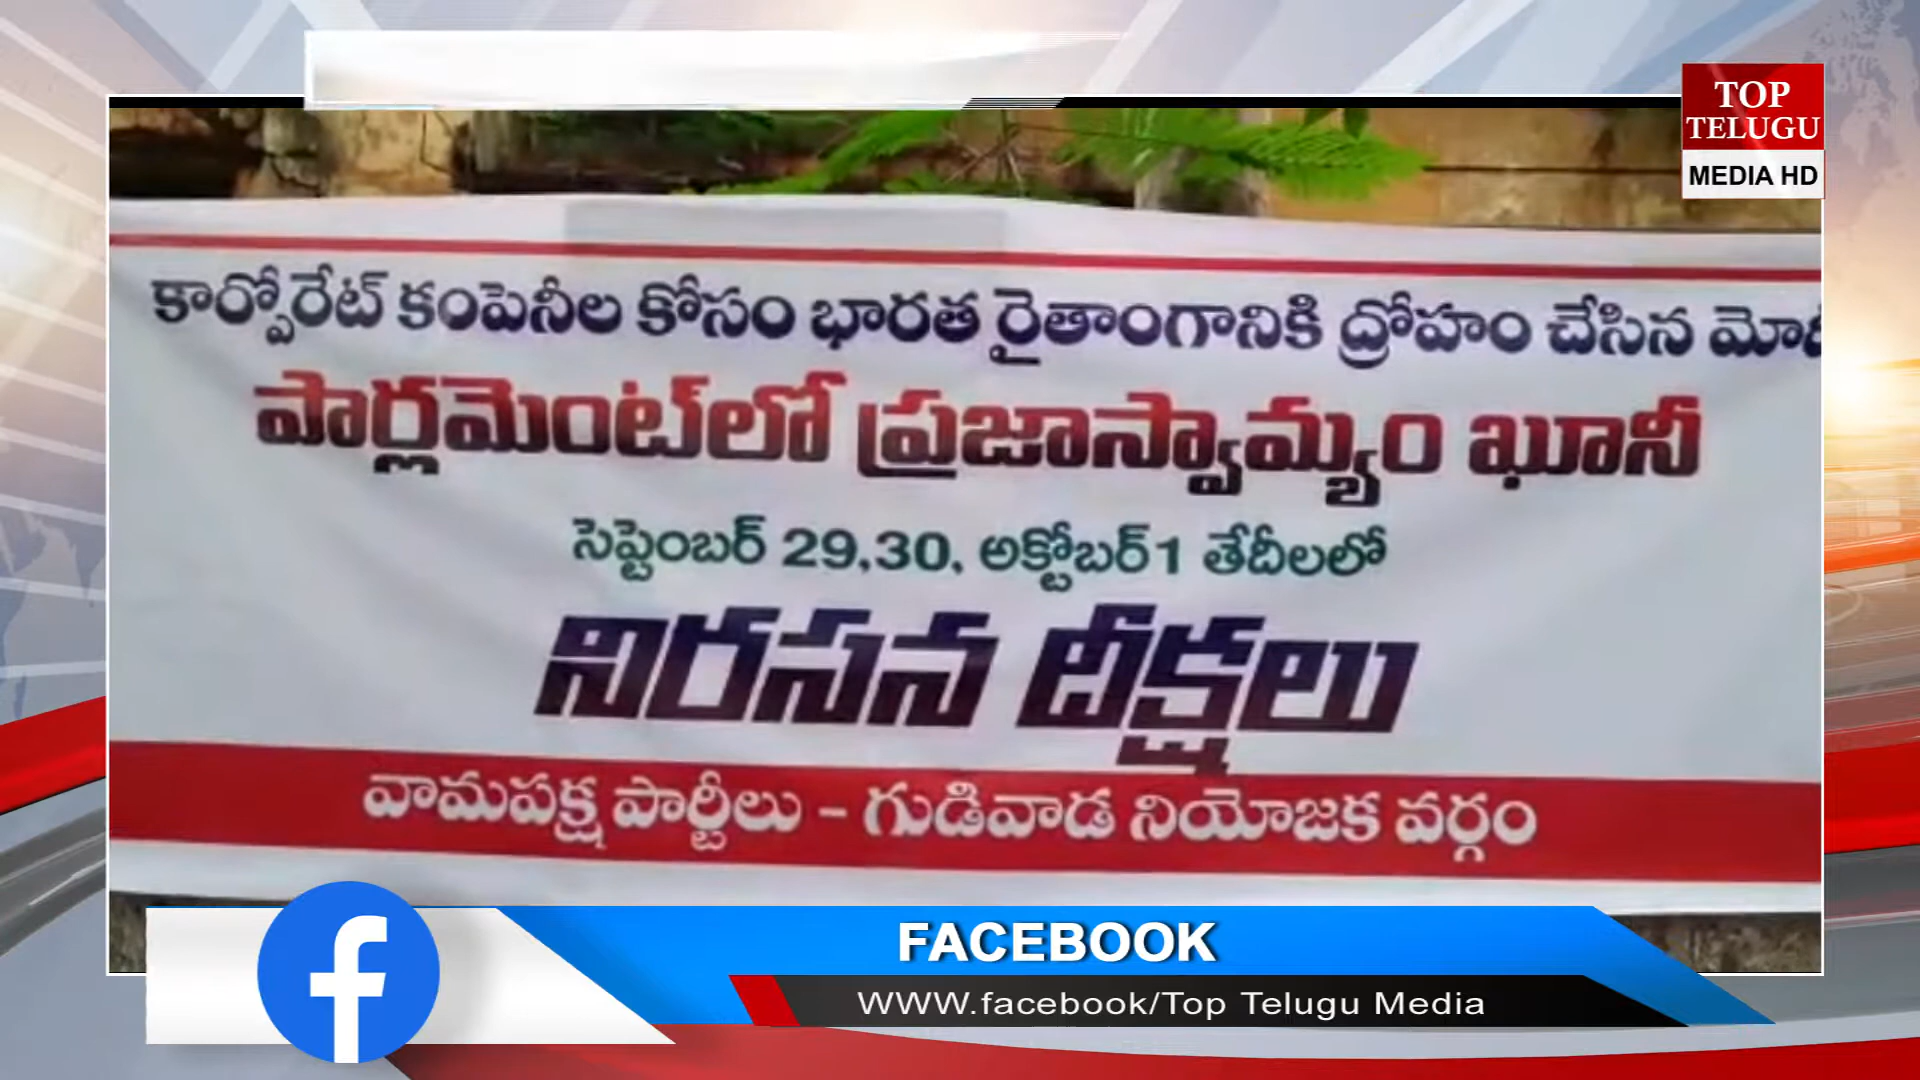 TOP
TELUGU
MEDIA HD
కార్పోరేట్ కంపెనీల కోసం భారత రైతాంగానికి ద్రోహం చేసిన
పార్లమెంట్‌లో ప్రజాస్వామ్యం ఖూనీ
సెప్టెంబర్ 29,30, అక్టోబర్ 1 తేదీలలో
నిరసన దీక్షలు
వామపక్ష పార్టీలు - గుడివాడ నియోజక వర్గం
FACEBOOK
WWW.facebook/Top Telugu Media